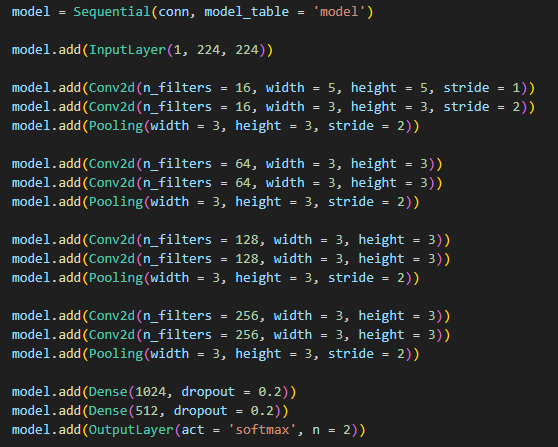 model = Sequential(conn, model_table = 'model')
model.add(InputLayer(1, 224, 224))
model.add(Conv2d(n_filters = 16, width = 5, height = 5, stride = 1))
model.add(Conv2d(n_filters = 16, width = 3, height = 3, stride = 2))
model.add(Pooling(width = 3, height = 3, stride = 2))
model.add(Conv2d(n_filters = 64, width = 3, height = 3))
model.add(Conv2d(n_filters = 64, width = 3, height = 3))
model.add(Pooling(width = 3, height = 3, stride = 2))
model.add(Conv2d(n_filters = 128, width = 3, height = 3))
model.add(Conv2d(n_filters = 128, width = 3, height = 3))
model.add(Pooling(width = 3, height = 3, stride = 2))
model.add(Conv2d(n_filters = 256, width = 3, height = 3))
model.add(Conv2d(n_filters = 256, width = 3, height = 3))
model.add(Pooling(width = 3, height = 3, stride = 2))
model.add(Dense(1024, dropout = 0.2))
model.add(Dense(512, dropout = 0.2))
model.add(OutputLayer(act = 'softmax', n = 2))